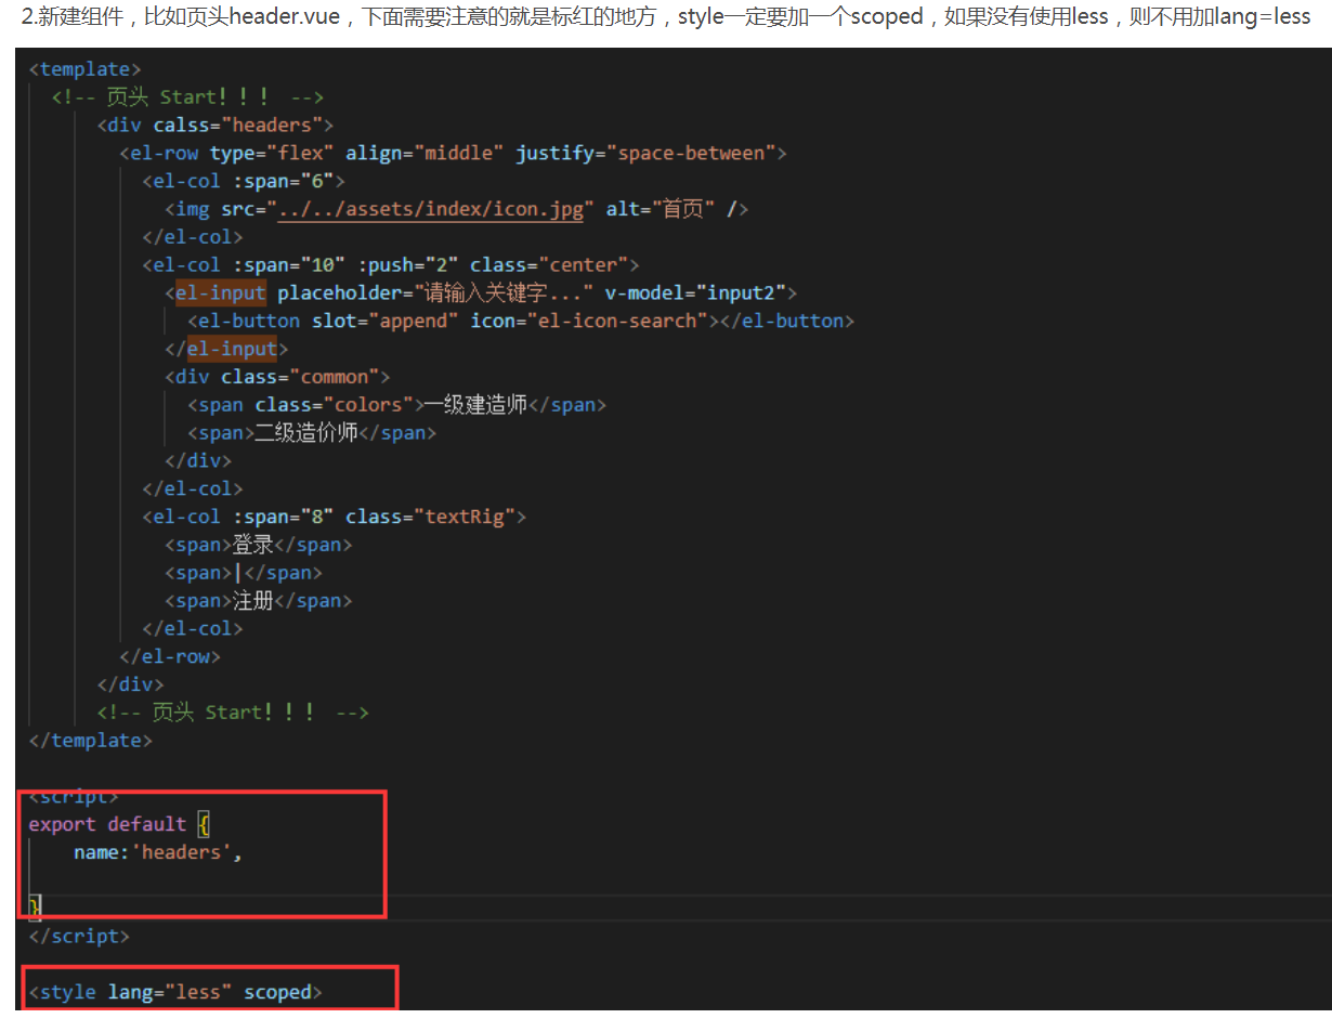 2.新建组件，比如页头header.vue，下面需要注意的就是标红的地方，style一定要加一个scoped，如果没有使用less，则不用加lang=less
<template>
<!-- 页头 Start！！！ -->
<div calss="headers">
<el-row type="flex" align="middle" justify="space-between">
<el-col :span="6">
<img src="../../assets/index/icon.jpg" alt="首页" />
</el-col>
<el-col :span="10" :push="2" class="center">
<el-input placeholder="请输入关键字..." v-model="input2">
<el-button slot="append" icon="el-icon-search"></el-button>
</el-input>
<div class="common">
<span class="colors">一级建造师</span>
<span>二级造价师</span>
</div>
</el-col>
<el-col :span="8" class="textRig">
<span>登录</span>
<span>|</span>
<span>注册</span>
</el-col>
</el-row>
</div>
<!-- 页头 Start！！！ -->
</template>
<script>
export default {
name:'headers',
}
</script>
<style lang="less" scoped>